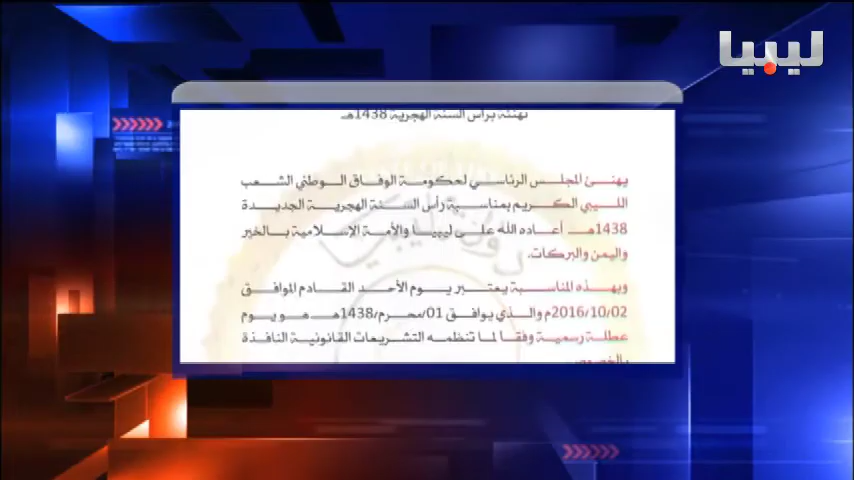 ليبيا
تهنئة برأس السنة الهجرية 1438هـ
يهنئ المجلس الرئاسي لحكومة الوفاق الوطني الشعب
الليبي الكريم بمناسبة رأس السنة الهجرية الجديدة
1438هـ أعاده الله على ليبيا والأمة الإسلامية بالخير
واليمن والبركات.
وبهذه المناسبة يعتبر يوم الأحد القادم الموافق
2016/10/02م والذي يوافق 01/محرم/1438هـ هو يوم
عطلة رسمية وفقا لما تنظمه التشريعات القانونية النافذة
بالخصوص